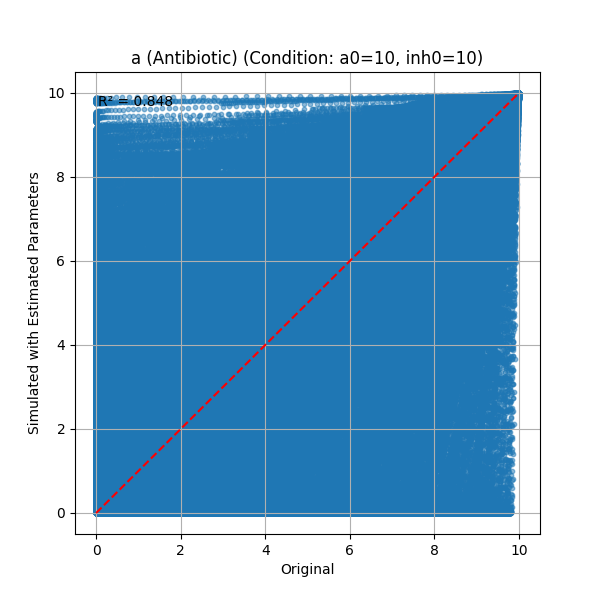 a (Antibiotic) (Condition: a0=10, inh0=10)
R² = 0.848
10
8
6
4
2
0
Simulated with Estimated Parameters
0 2 4 6 8 10
Original